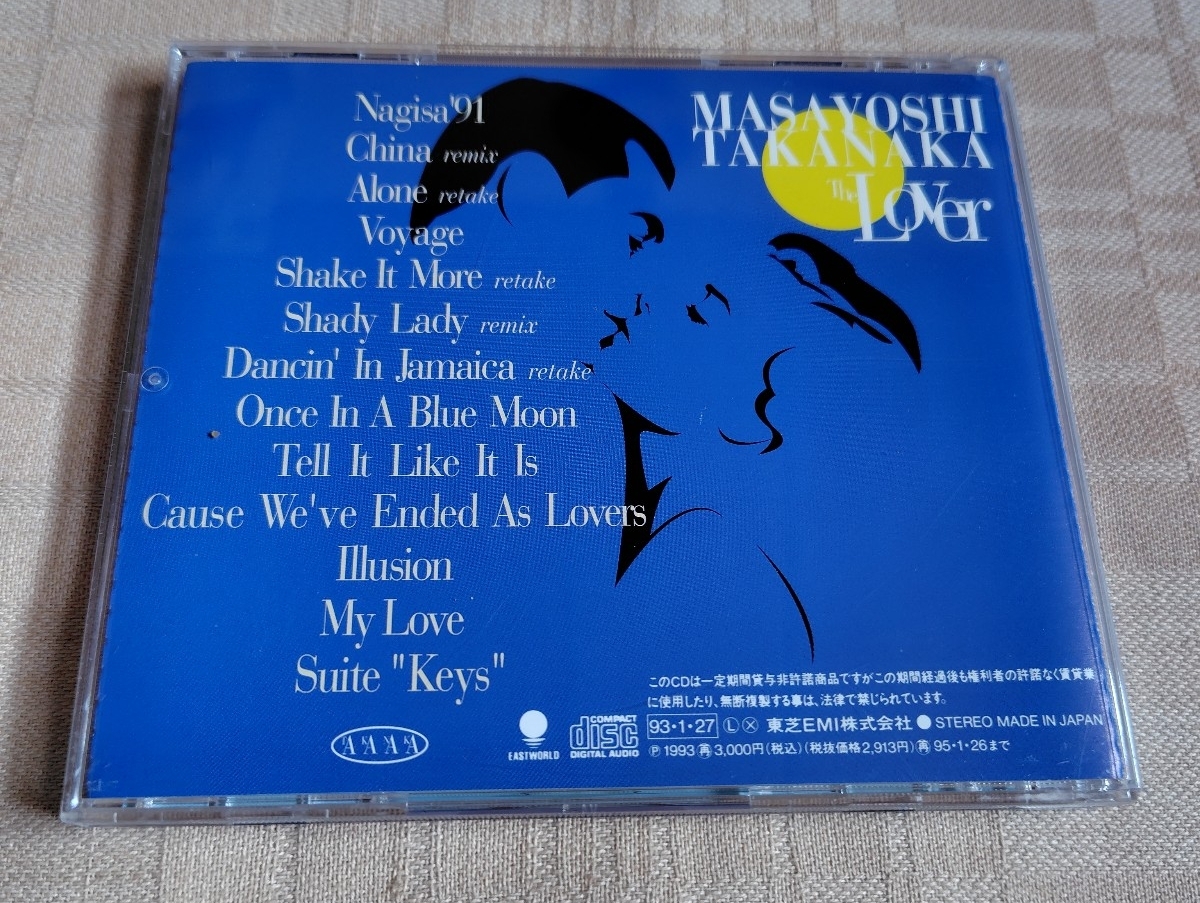 Nagisa'91
China remix
Alone retake
Voyage
Shake It More retake
Shady Lady remix
Dancin' In Jamaica retake
Once In A Blue Moon
Tell It Like It Is
Cause We've Ended As Lovers
Illusion
My Love
Suite "Keys"
MASAYOSHI
TAKANAKA
The Lover
このCDは一定期間貸与非許諾商品ですがこの期間経過後も権利者の許諾なく賃貸業
に使用したり、無断複製する事は、法律で禁じられています。
93・1・27 Ⓛ ⓧ 東芝EMI株式会社 ● STEREO MADE IN JAPAN
Ⓟ 1993 ㊢ 3,000円(税込)(税抜価格2,913円) ㊢ 95・1・26まで
AAAA
EASTWORLD
COMPACT
disc
DIGITAL AUDIO